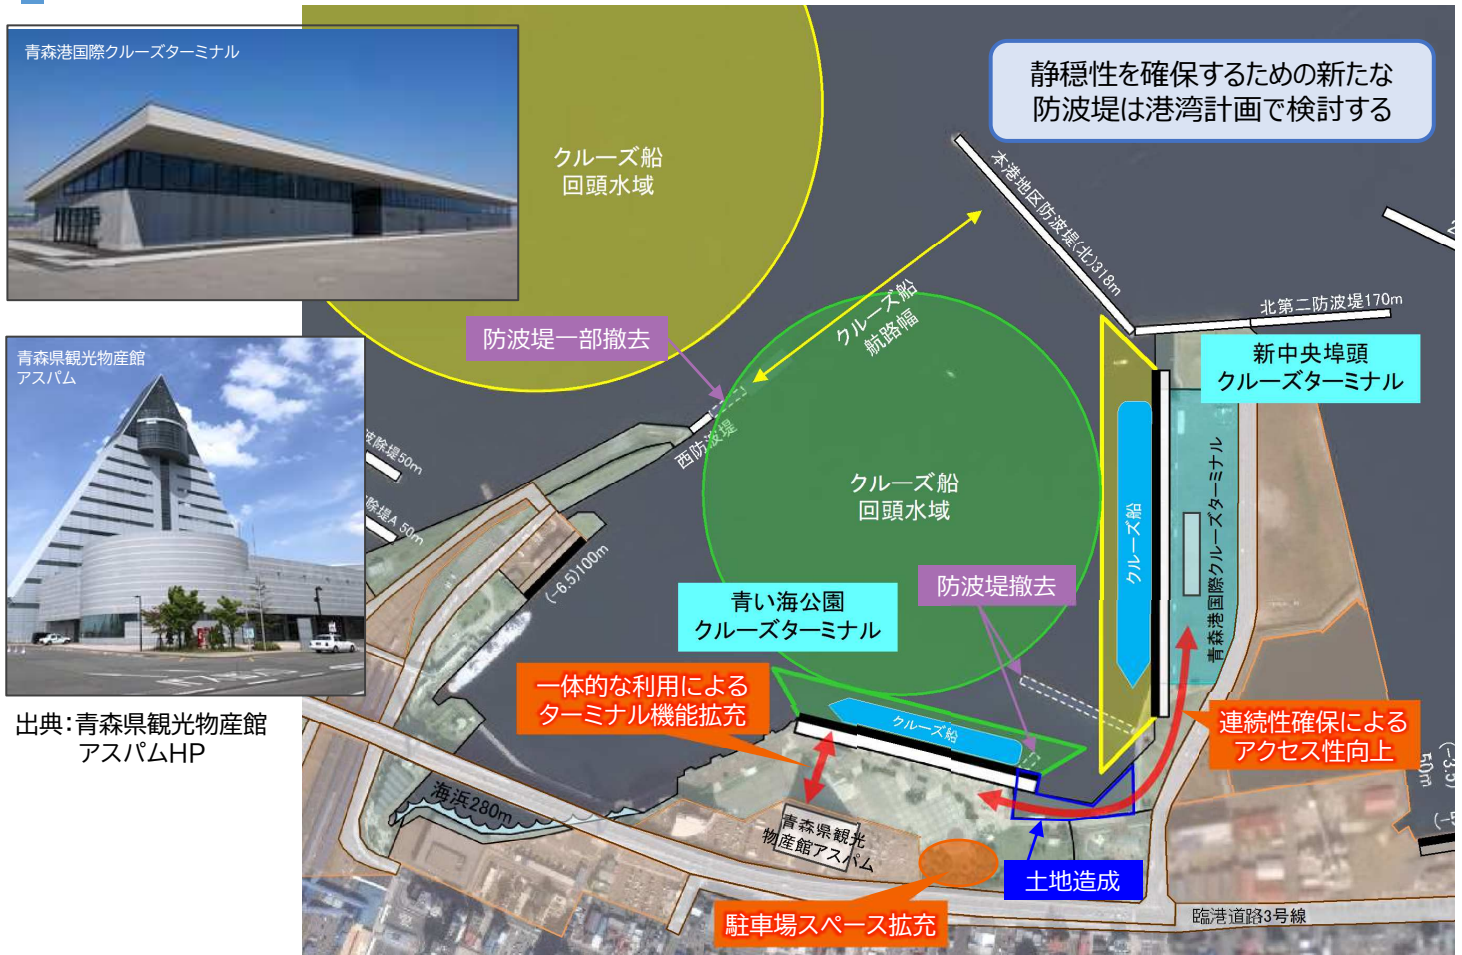 青森港国際クルーズターミナル
静穏性を確保するための新たな
防波堤は港湾計画で検討する
クルーズ船
回頭水域
本港地区防波堤(北)318m
北第二防波堤170m
クルーズ船
航路幅
防波堤一部撤去
新中央埠頭
クルーズターミナル
青森県観光物産館
アスパム
西防波堤
波除堤50m
除堤A 50m
クルーズ船
回頭水域
クルーズ船
青森港国際クルーズターミナル
(-6.5)100m
防波堤撤去
青い海公園
クルーズターミナル
一体的な利用による
ターミナル機能拡充
クルーズ船
連続性確保による
アクセス性向上
(-3.5)
50m
出典：青森県観光物産館
アスパムHP
海浜280m
青森県観光
物産館アスパム
土地造成
駐車場スペース拡充
臨港道路3号線